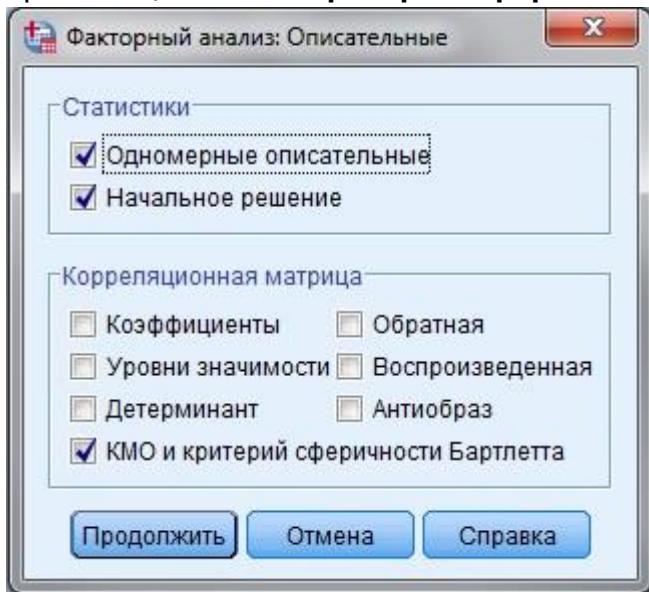 Факторный анализ: Описательные
Статистики
Одномерные описательные
Начальное решение
Корреляционная матрица
Коэффициенты Обратная
Уровни значимости Воспроизведенная
Детерминант Антиобраз
КМО и критерий сферичности Бартлетта
Продолжить Отмена Справка